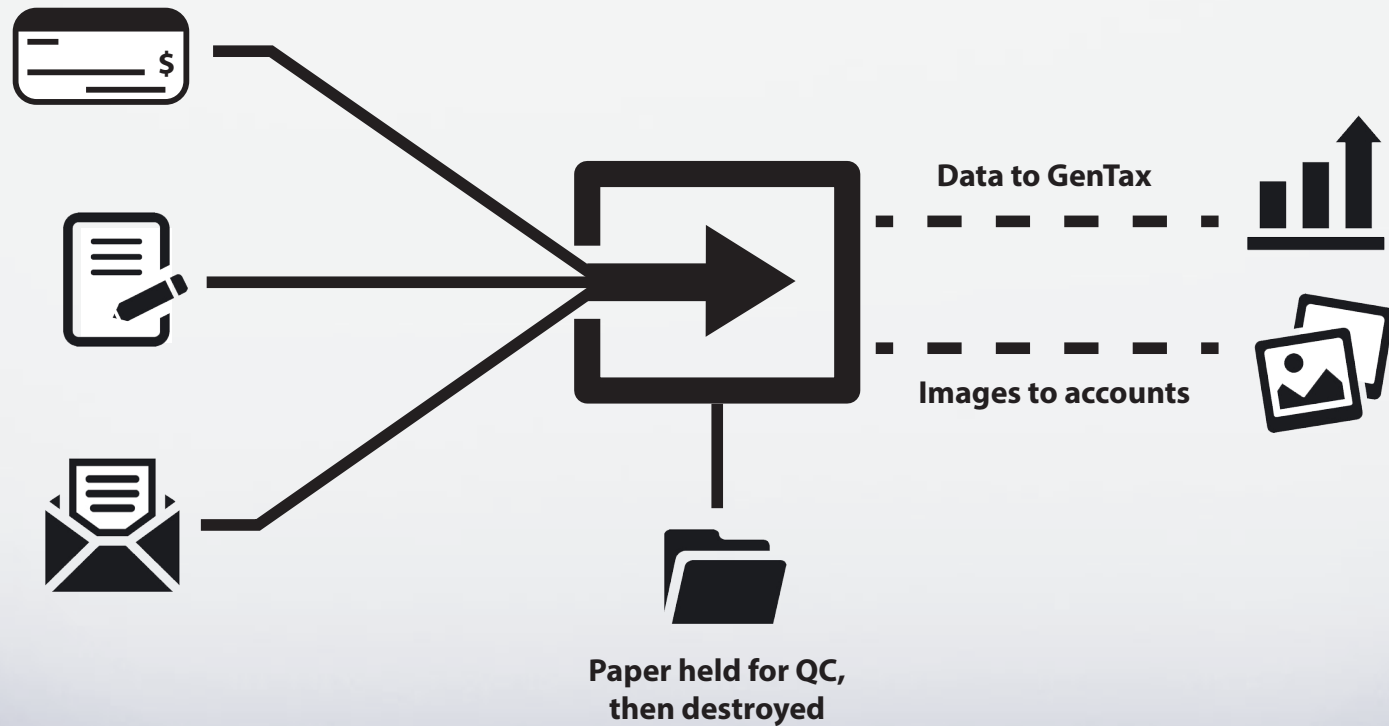 $
Data to GenTax
Images to accounts
Paper held for QC,
then destroyed